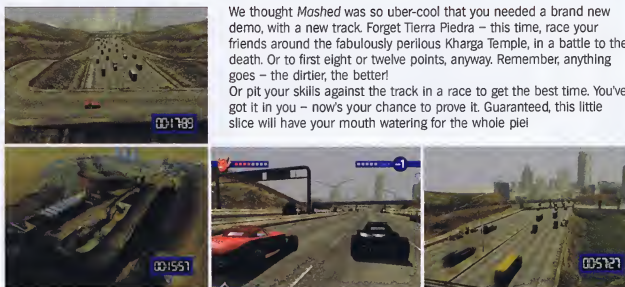 We thought Mashed was so uber-cool that you needed a brand new
demo, with a new track. Forget Tierra Piedra – this time, race your
friends around the fabulously perilous Kharga Temple, in a battle to the
death. Or to first eight or twelve points, anyway. Remember, anything
goes – the dirtier, the better!
Or pit your skills against the track in a race to get the best time. You've
got it in you – now's your chance to prove it. Guaranteed, this little
slice will have your mouth watering for the whole pie!
00:17:89
00:15:51
-1
00:57:27